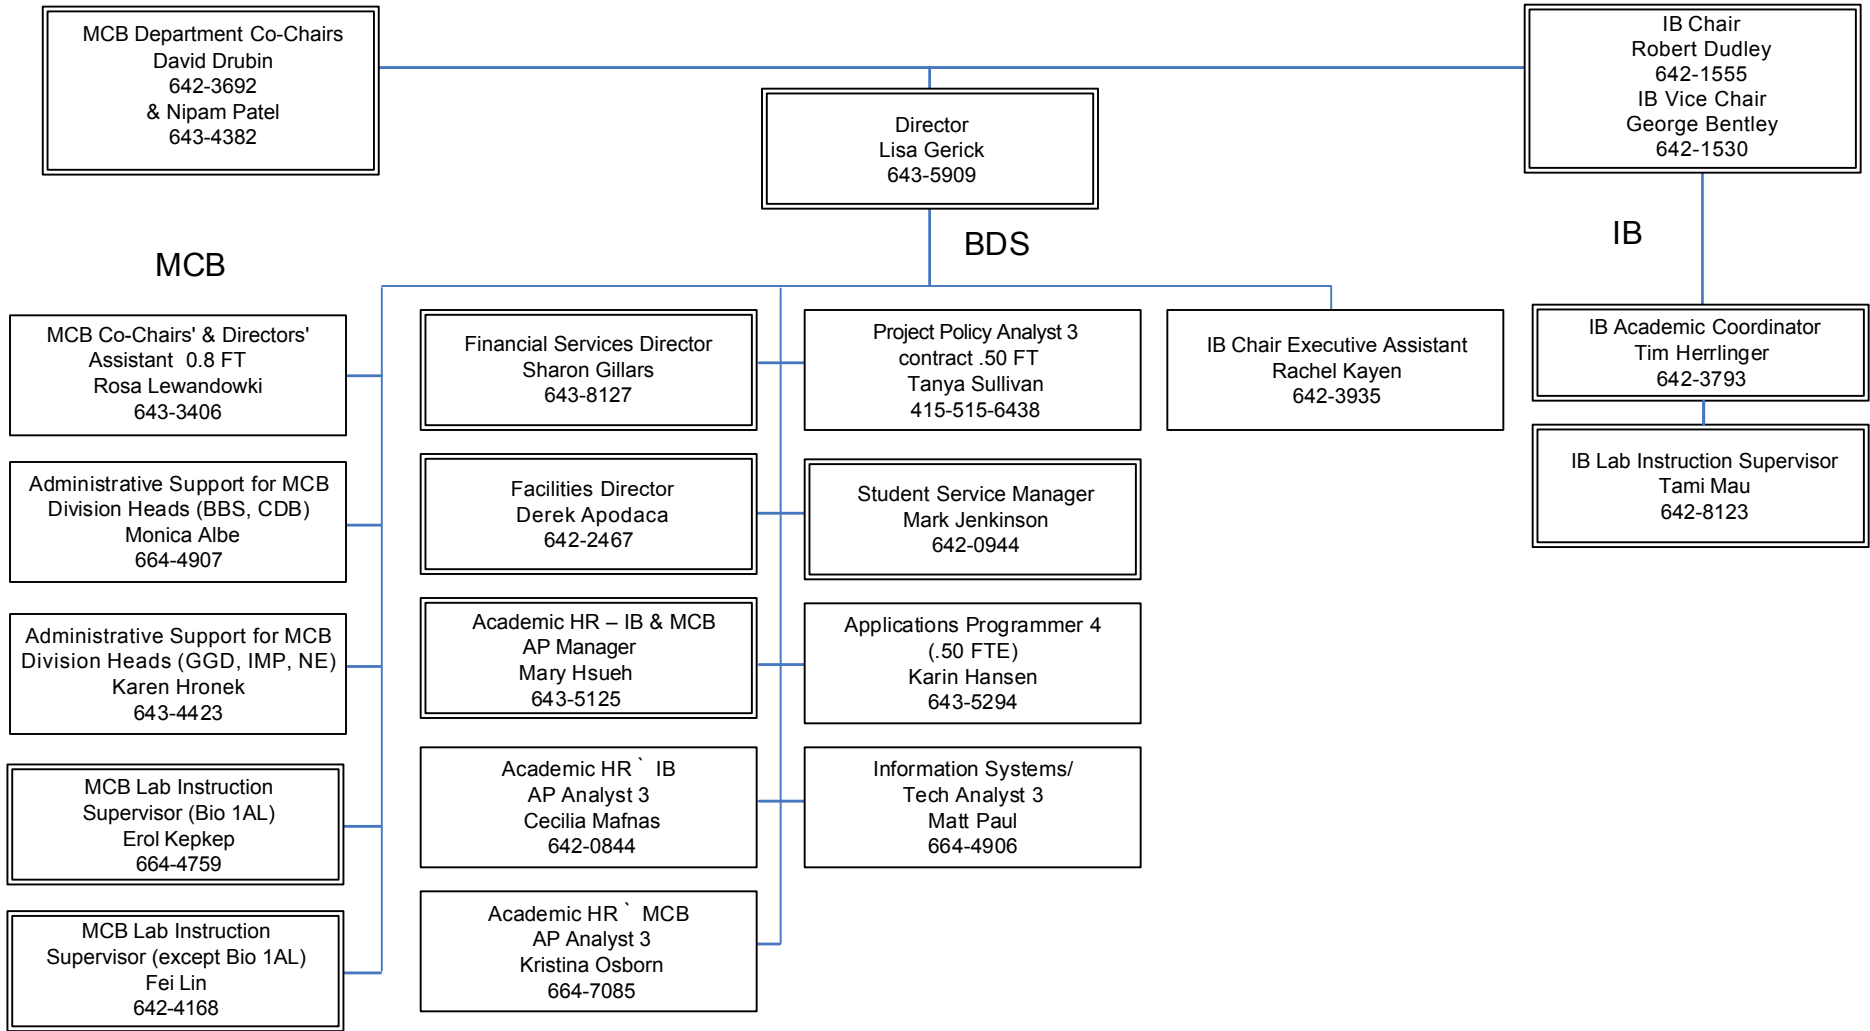 MCB Department Co-Chairs
David Drubin
642-3692
& Nipam Patel
643-4382
Director
Lisa Gerick
643-5909
IB Chair
Robert Dudley
642-1555
IB Vice Chair
George Bentley
642-1530
MCB
BDS
IB
MCB Co-Chairs' & Directors'
Assistant 0.8 FT
Rosa Lewandowki
643-3406
Administrative Support for MCB
Division Heads (BBS, CDB)
Monica Albe
664-4907
Administrative Support for MCB
Division Heads (GGD, IMP, NE)
Karen Hronek
643-4423
MCB Lab Instruction
Supervisor (Bio 1AL)
Erol Kepkep
664-4759
MCB Lab Instruction
Supervisor (except Bio 1AL)
Fei Lin
642-4168
Financial Services Director
Sharon Gillars
643-8127
Facilities Director
Derek Apodaca
642-2467
Academic HR – IB & MCB
AP Manager
Mary Hsueh
643-5125
Academic HR ` IB
AP Analyst 3
Cecilia Mafnas
642-0844
Academic HR ` MCB
AP Analyst 3
Kristina Osborn
664-7085
Project Policy Analyst 3
contract .50 FT
Tanya Sullivan
415-515-6438
Student Service Manager
Mark Jenkinson
642-0944
Applications Programmer 4
(.50 FTE)
Karin Hansen
643-5294
Information Systems/
Tech Analyst 3
Matt Paul
664-4906
IB Chair Executive Assistant
Rachel Kayen
642-3935
IB Academic Coordinator
Tim Herrlinger
642-3793
IB Lab Instruction Supervisor
Tami Mau
642-8123